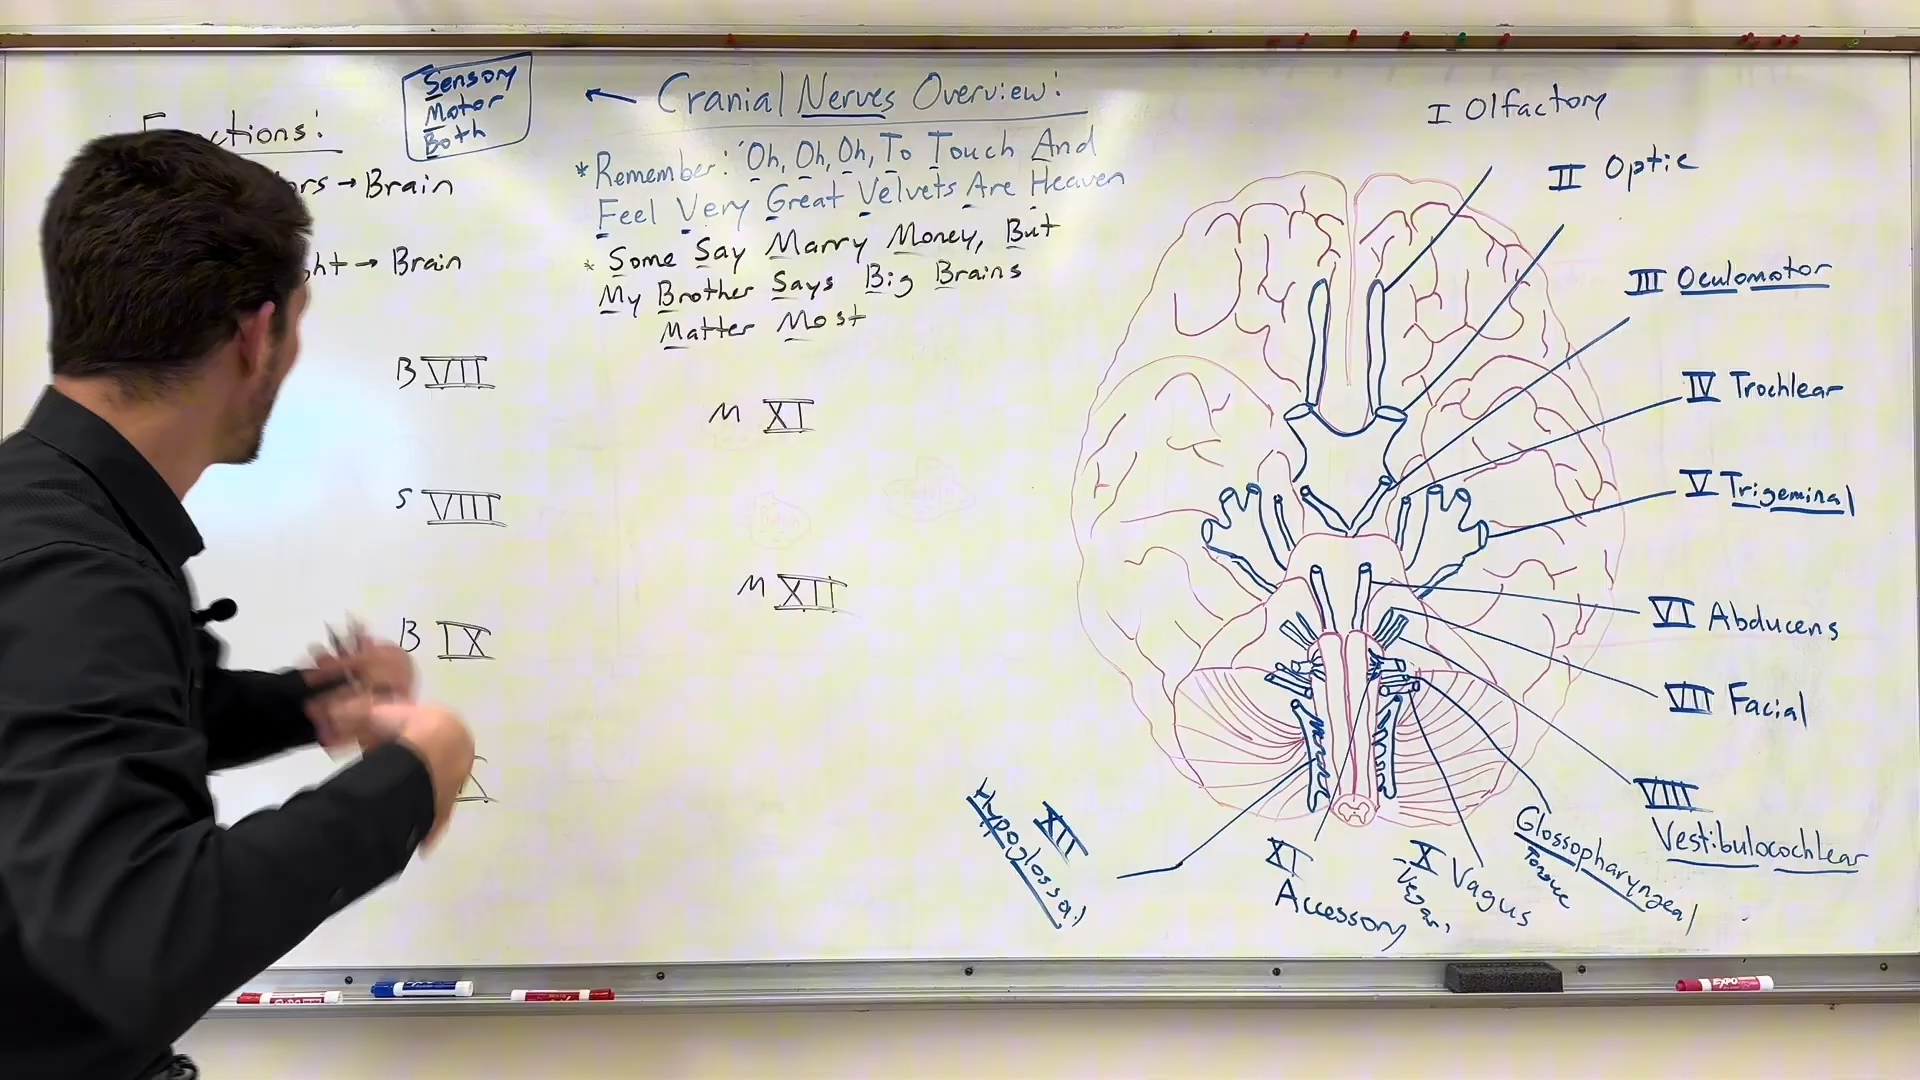 Sensory
Motor
Both
ctions:
ors → Brain
ht → Brain
B VII
S VIII
B IX
← Cranial Nerves Overview:
* Remember: "Oh, Oh, Oh, To Touch And
Feel Very Great Velvets Are Heaven
* Some Say Marry Money, But
My Brother Says Big Brains
Matter Most
M XI
M XII
I Olfactory
II Optic
III Oculomotor
IV Trochlear
V Trigeminal
VI Abducens
VII Facial
VIII
Vestibulocochlear
Glossopharyngeal
Tongue
X Vagus
XI
Accessory
XII
Hypoglossal
EXPO